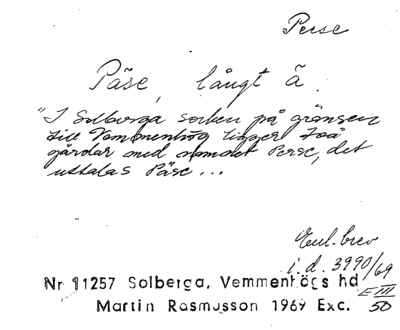 Perse
Päse, långt ä.
"I Solberga socken på gränsen
till Vemmenhög ligger två
gårdar med namnet Perse, det
uttalas Päse...
Enl. brev
i. d. 3990/69
Nr 11257 Solberga, Vemmenhögs hd
E III
Martin Rasmusson 1969 Exc. 50